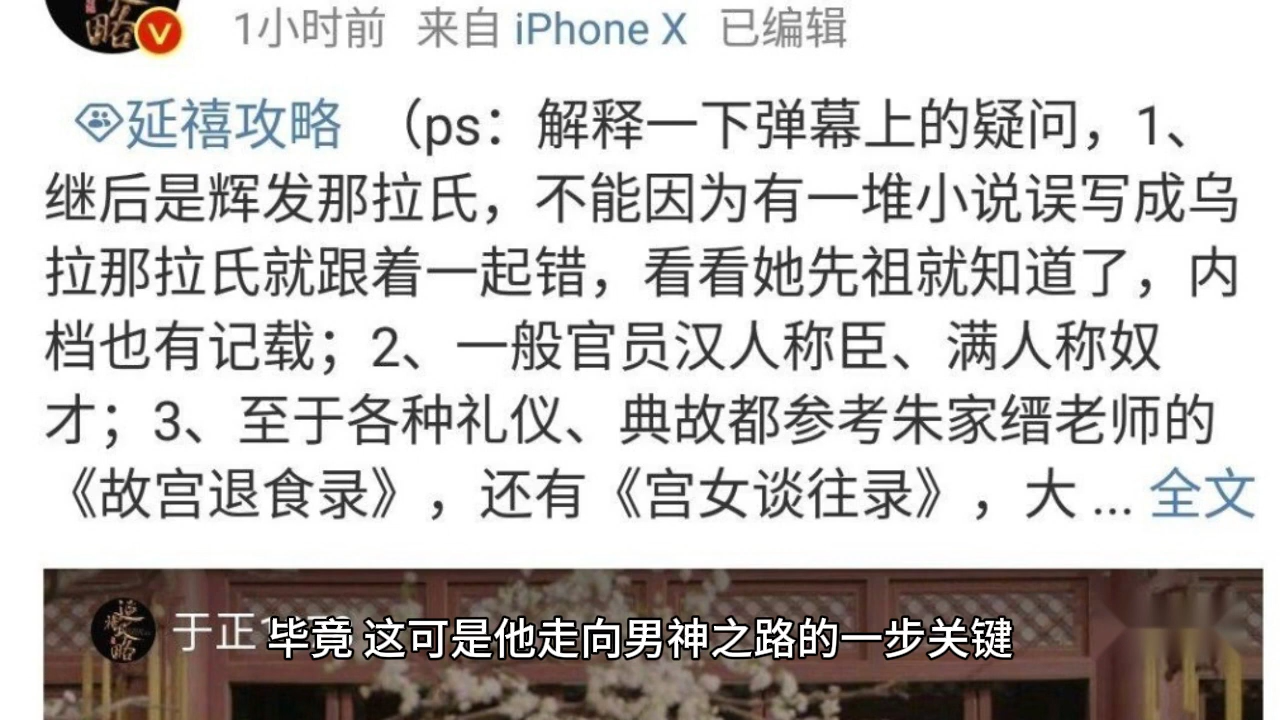 1小时前 来自 iPhone X 已编辑
延禧攻略 （ps：解释一下弹幕上的疑问，1、
继后是辉发那拉氏，不能因为有一堆小说误写成乌
拉那拉氏就跟着一起错，看看她先祖就知道了，内
档也有记载；2、一般官员汉人称臣、满人称奴
才；3、至于各种礼仪、典故都参考朱家缙老师的
《故宫退食录》，还有《宫女谈往录》，大 ... 全文
于正
毕竟 这可是他走向男神之路的一步关键